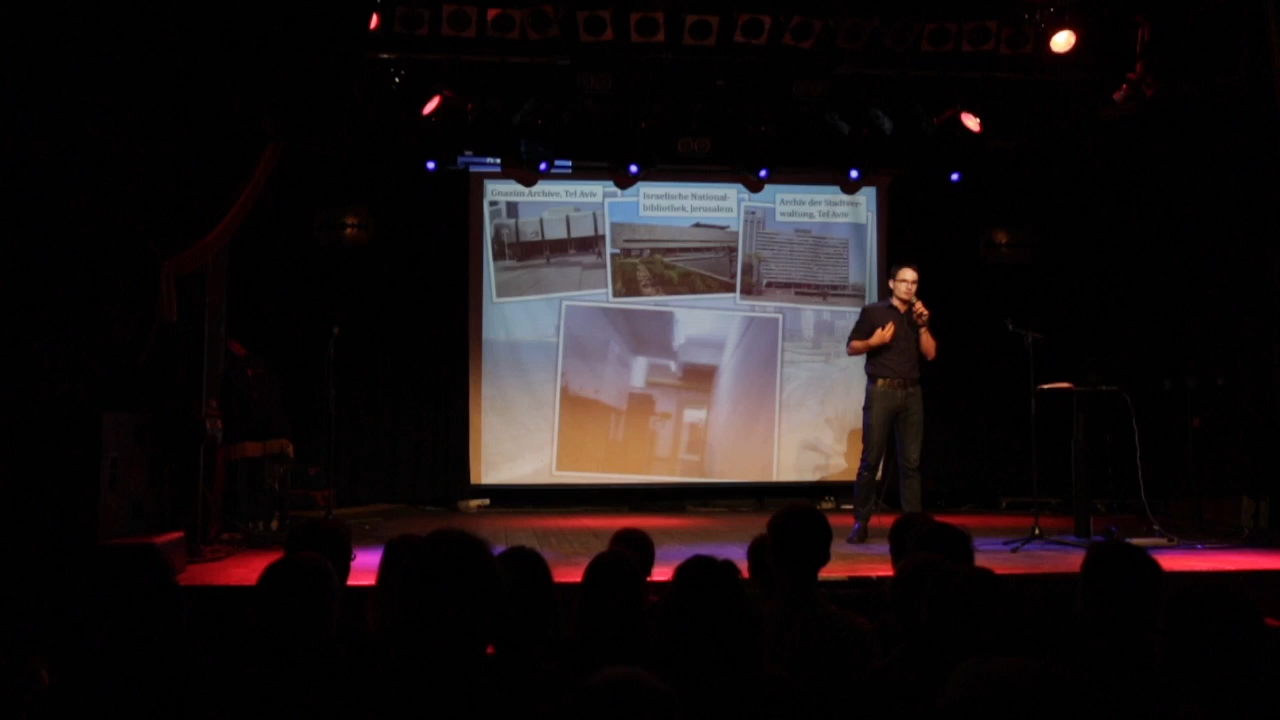 Gnazim Archive, Tel Aviv
Israelische National-
bibliothek, Jerusalem
Archiv der Stadtver-
waltung, Tel Aviv